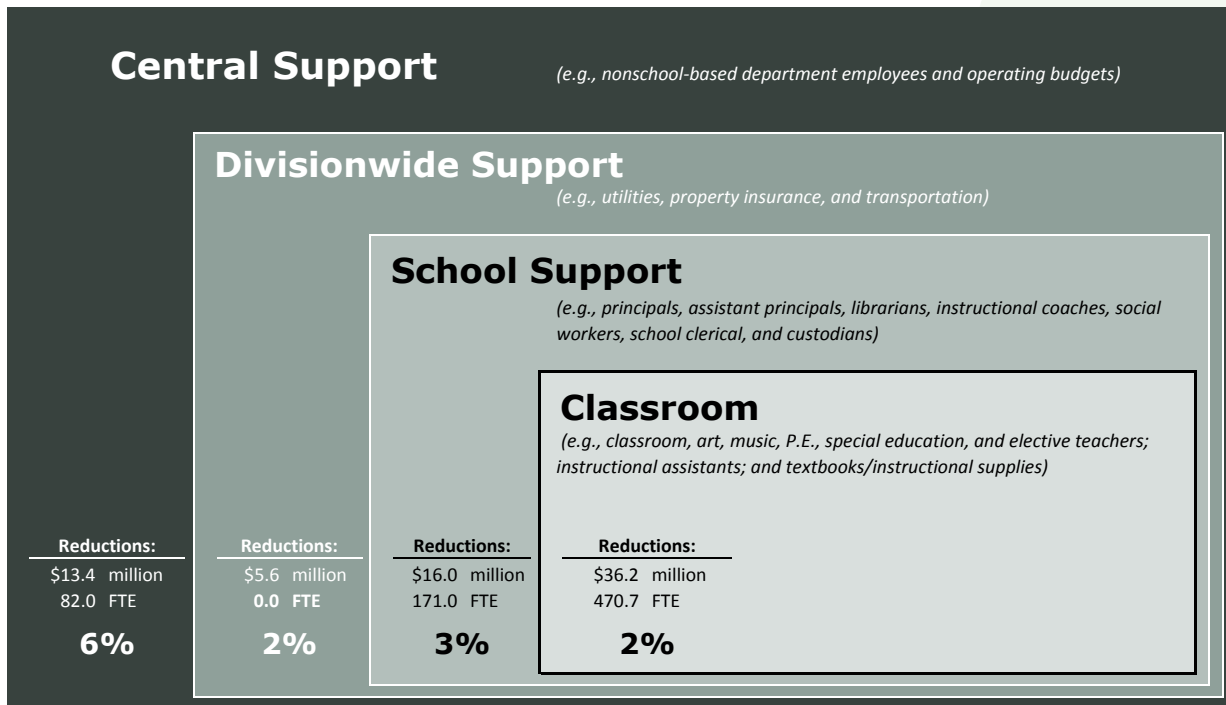 Central Support
(e.g., nonschool-based department employees and operating budgets)
Divisionwide Support
(e.g., utilities, property insurance, and transportation)
School Support
(e.g., principals, assistant principals, librarians, instructional coaches, social
workers, school clerical, and custodians)
Classroom
(e.g., classroom, art, music, P.E., special education, and elective teachers;
instructional assistants; and textbooks/instructional supplies)
Reductions:
$13.4 million
82.0 FTE
6%
Reductions:
$5.6 million
0.0 FTE
2%
Reductions:
$16.0 million
171.0 FTE
3%
Reductions:
$36.2 million
470.7 FTE
2%